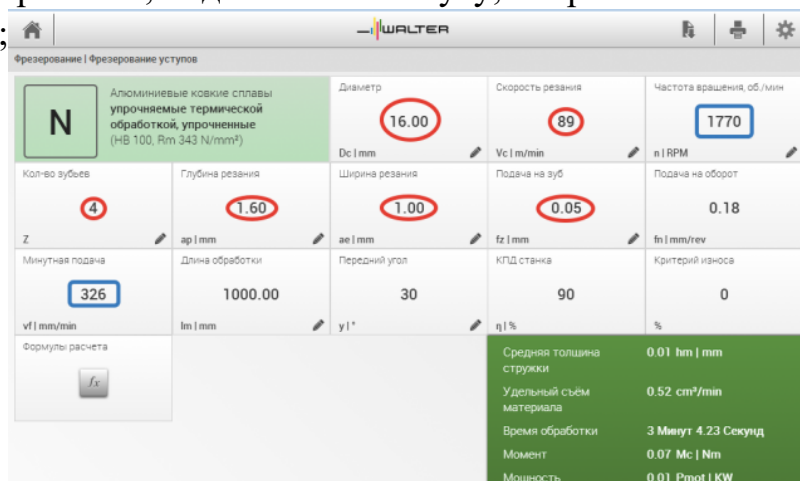 ;
WALTER
Фрезерование | Фрезерование уступов
N
Алюминиевые ковкие сплавы
упрочняемые термической
обработкой, упрочненные
(HB 100, Rm 343 N/mm²)
Диаметр
16.00
Dc | mm
Скорость резания
89
Vc | m/min
Частота вращения, об./мин
1770
n | RPM
Кол-во зубьев
4
Z
Глубина резания
1.60
ap | mm
Ширина резания
1.00
ae | mm
Подача на зуб
0.05
fz | mm
Подача на оборот
0.18
fn | mm/rev
Минутная подача
326
vf | mm/min
Длина обработки
1000.00
lm | mm
Передний угол
30
γ | °
КПД станка
90
η | %
Критерий износа
0
%
Формулы расчета
fx
Средняя толщина
стружки
0.01 hm | mm
Удельный съём
материала
0.52 cm³/min
Время обработки
3 Минут 4.23 Секунд
Момент
0.07 Mc | Nm
Мощность
0.01 Pmot | KW